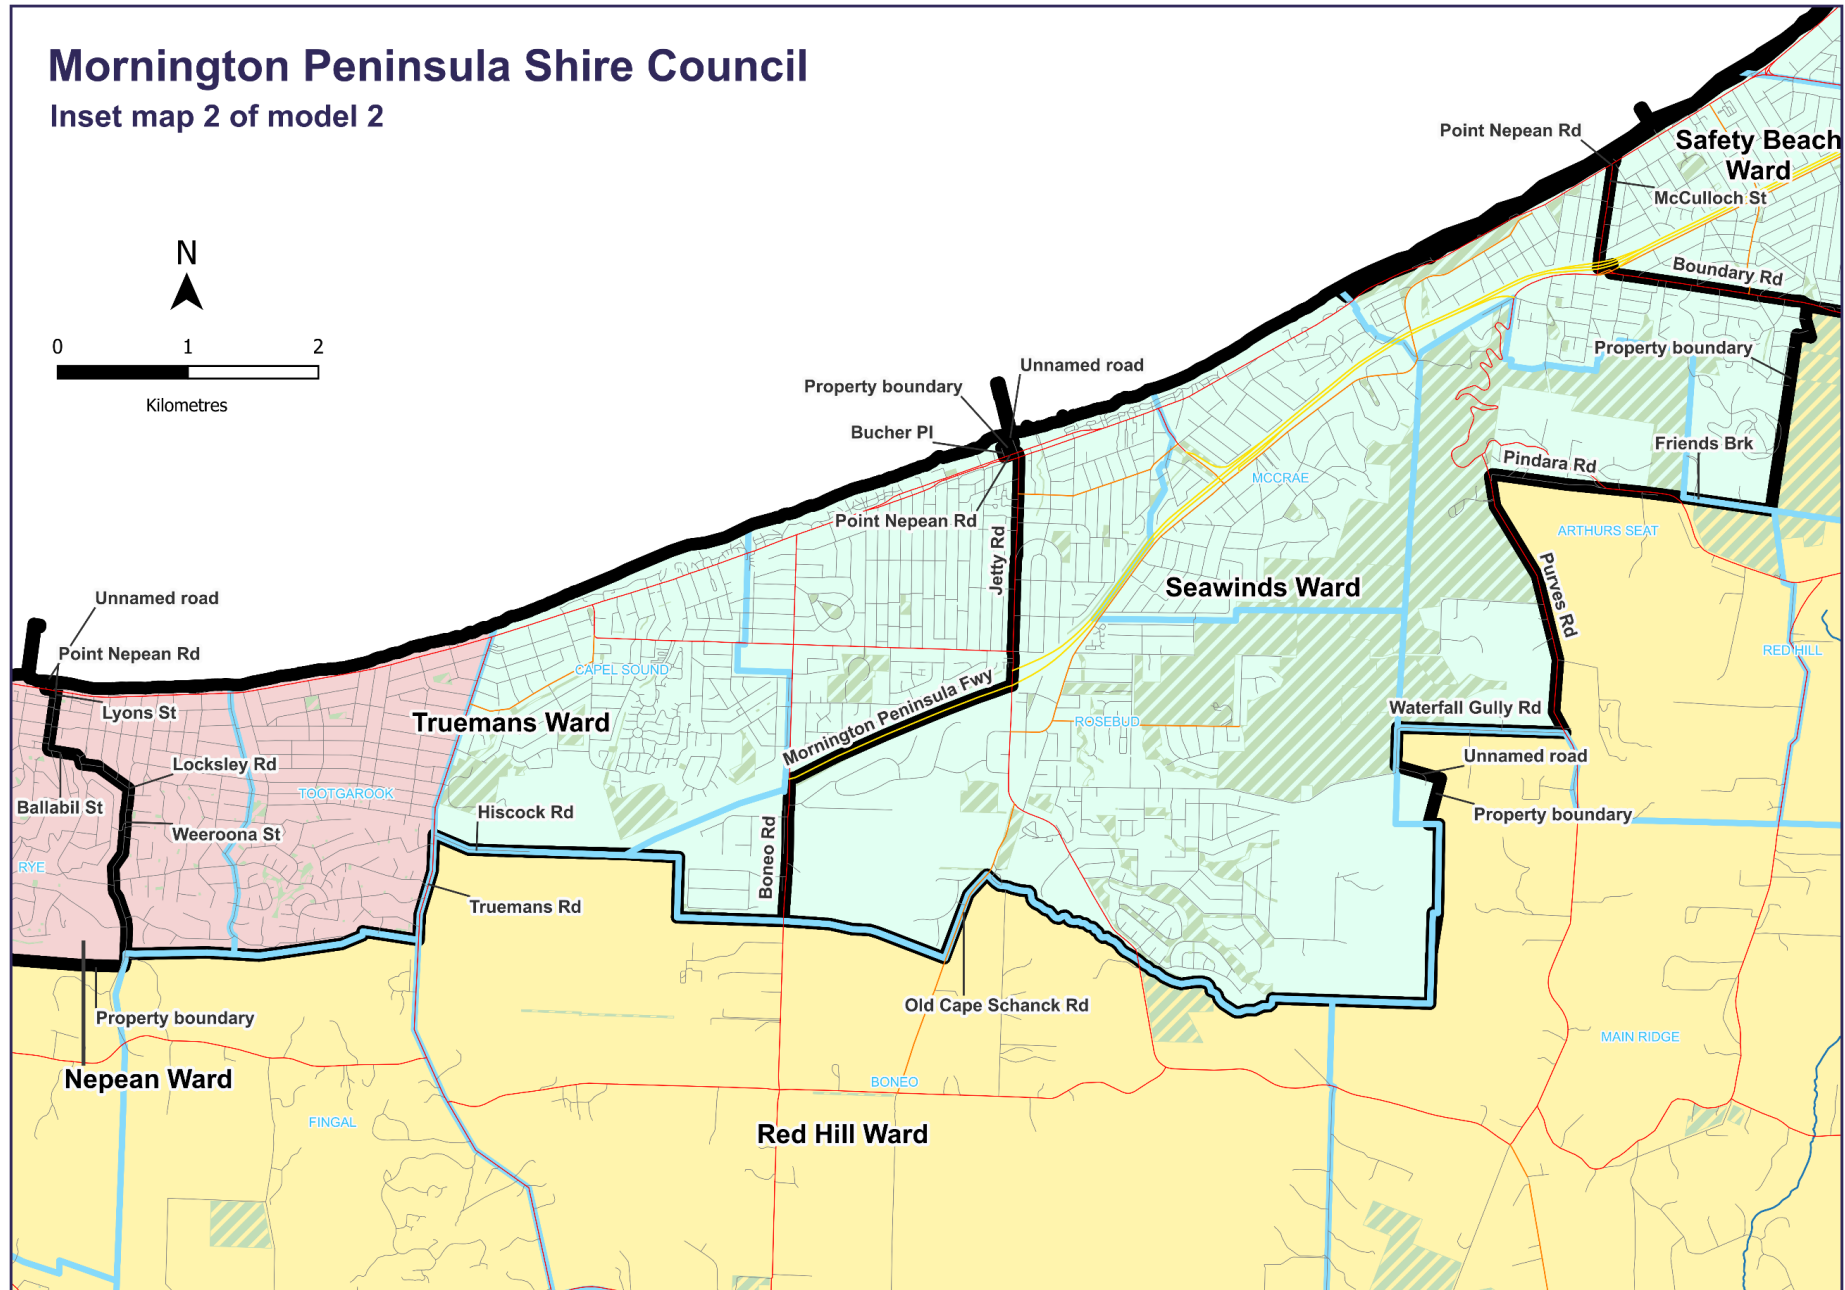 Mornington Peninsula Shire Council
Inset map 2 of model 2
Point Nepean Rd
Safety Beach
Ward
McCulloch St
N
0 1 2
Kilometres
Boundary Rd
Property boundary
Unnamed road
Property boundary
Bucher Pl
Friends Brk
Pindara Rd
MCCRAE
Point Nepean Rd
ARTHURS SEAT
Jetty Rd
Seawinds Ward
Purves Rd
Unnamed road
Point Nepean Rd
RED HILL
CAPEL SOUND
Lyons St
Truemans Ward
Mornington Peninsula Fwy
ROSEBUD
Waterfall Gully Rd
Unnamed road
Locksley Rd
TOOTGAROOK
Ballabil St
Hiscock Rd
Property boundary
Weeroona St
Boneo Rd
RYE
Truemans Rd
Old Cape Schanck Rd
Property boundary
MAIN RIDGE
Nepean Ward
BONEO
FINGAL
Red Hill Ward